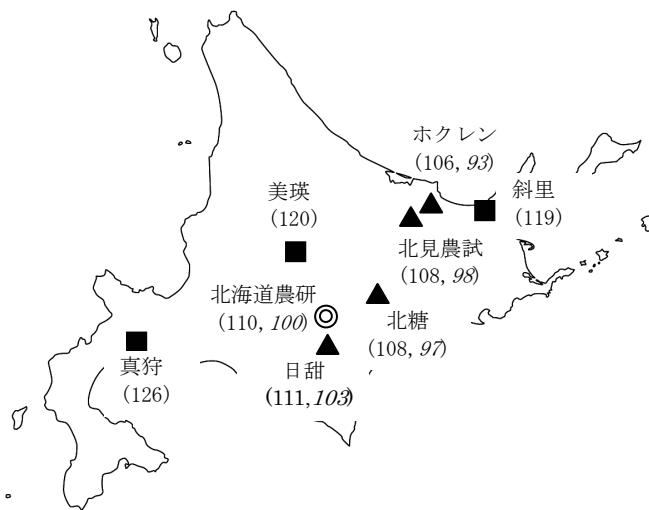 ホクレン
(106, 93)
美瑛
(120)
斜里
(119)
北見農試
(108, 98)
北海道農研
(110, 100)
北糖
(108, 97)
真狩
(126)
日甜
(111,103)